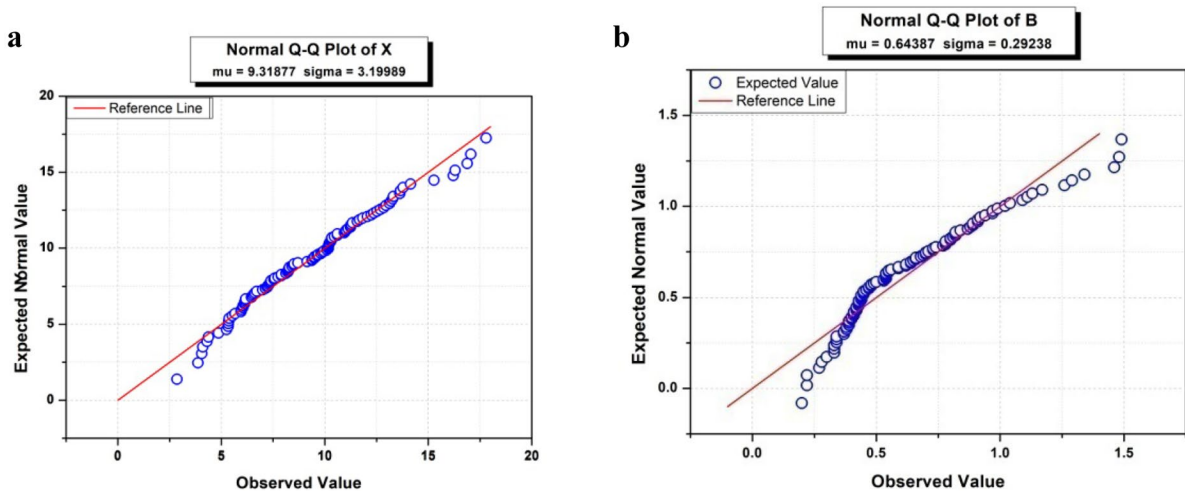 a
Normal Q-Q Plot of X
mu = 9.31877 sigma = 3.19989
Reference Line
20
15
10
5
0
Expected Normal Value
0 5 10 15 20
Observed Value
b
Normal Q-Q Plot of B
mu = 0.64387 sigma = 0.29238
Expected Value
Reference Line
1.5
1.0
0.5
0.0
Expected Normal Value
0.0 0.5 1.0 1.5
Observed Value